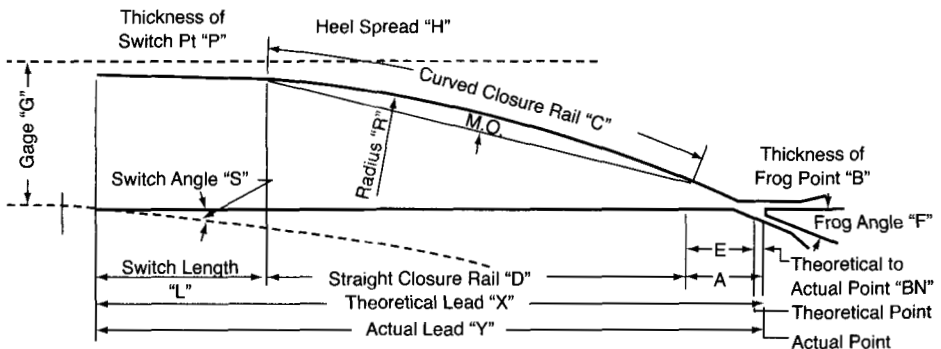 Thickness of
Switch Pt "P"
Heel Spread "H"
Curved Closure Rail "C"
Gage "G"
Radius "R"
M.O.
Switch Angle "S"
Thickness of
Frog Point "B"
Frog Angle "F"
E
A
Switch Length
"L"
Straight Closure Rail "D"
Theoretical Lead "X"
Actual Lead "Y"
Theoretical to
Actual Point "BN"
Theoretical Point
Actual Point